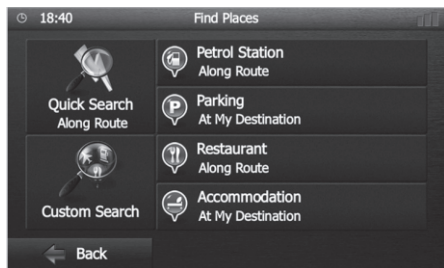 18:40
Find Places
Quick Search
Along Route
Custom Search
Petrol Station
Along Route
Parking
At My Destination
Restaurant
Along Route
Accommodation
At My Destination
Back